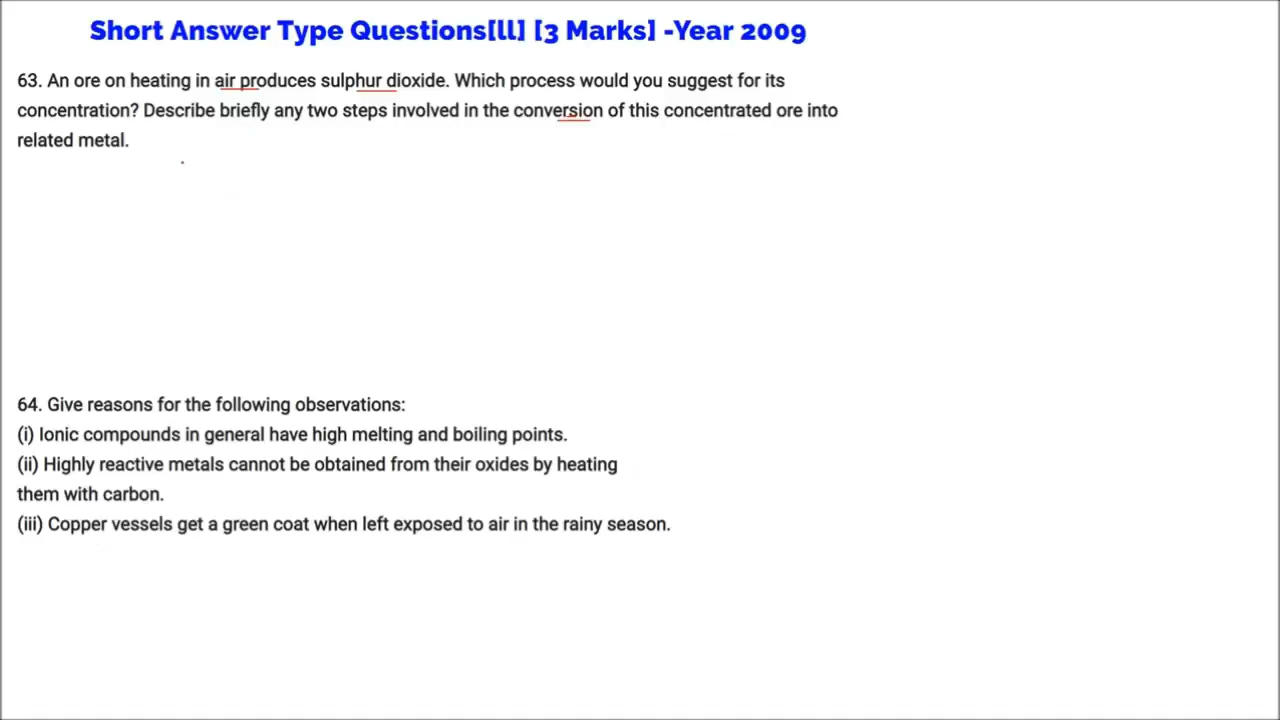 Short Answer Type Questions[ll] [3 Marks] -Year 2009
63. An ore on heating in air produces sulphur dioxide. Which process would you suggest for its
concentration? Describe briefly any two steps involved in the conversion of this concentrated ore into
related metal.
64. Give reasons for the following observations:
(i) Ionic compounds in general have high melting and boiling points.
(ii) Highly reactive metals cannot be obtained from their oxides by heating
them with carbon.
(iii) Copper vessels get a green coat when left exposed to air in the rainy season.